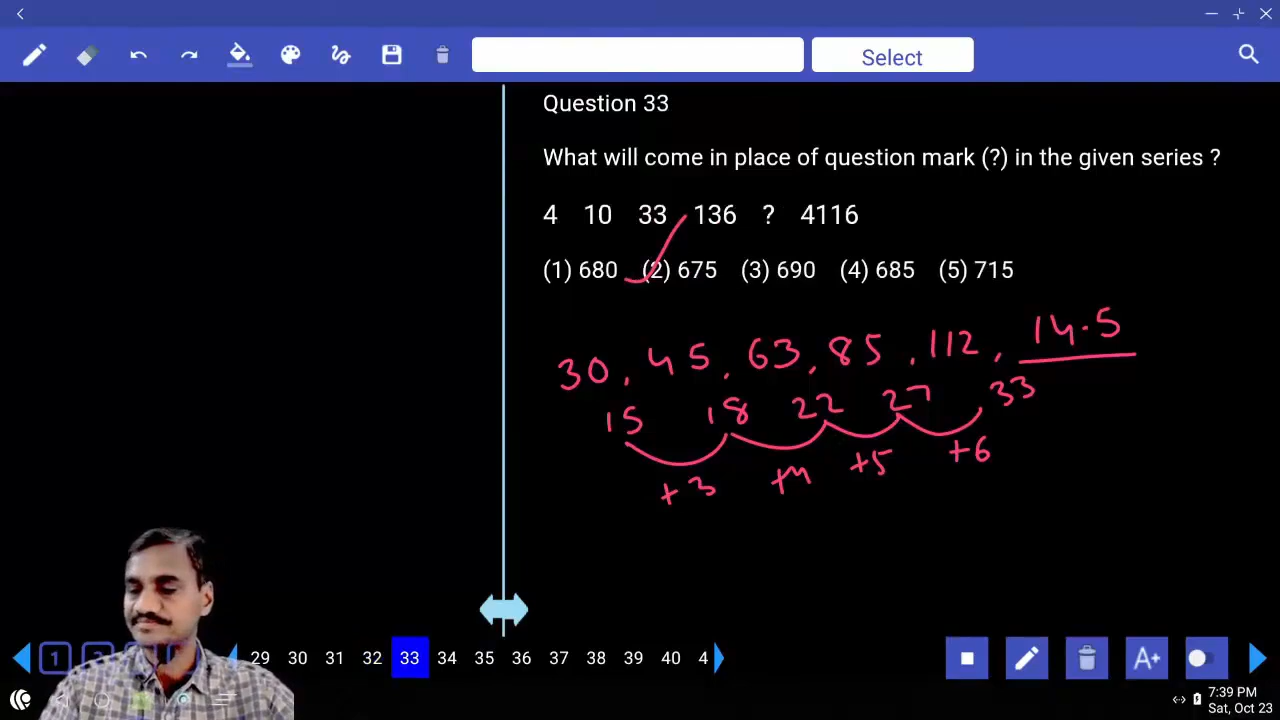 Select
Question 33
What will come in place of question mark (?) in the given series ?
4 10 33 136 ? 4116
(1) 680 (2) 675 (3) 690 (4) 685 (5) 715
30, 45, 63, 85, 112, 14.5
15 18 22 27 33
+3 +4 +5 +6
1 29 30 31 32 33 34 35 36 37 38 39 40 4
A+
7:39 PM
Sat, Oct 23